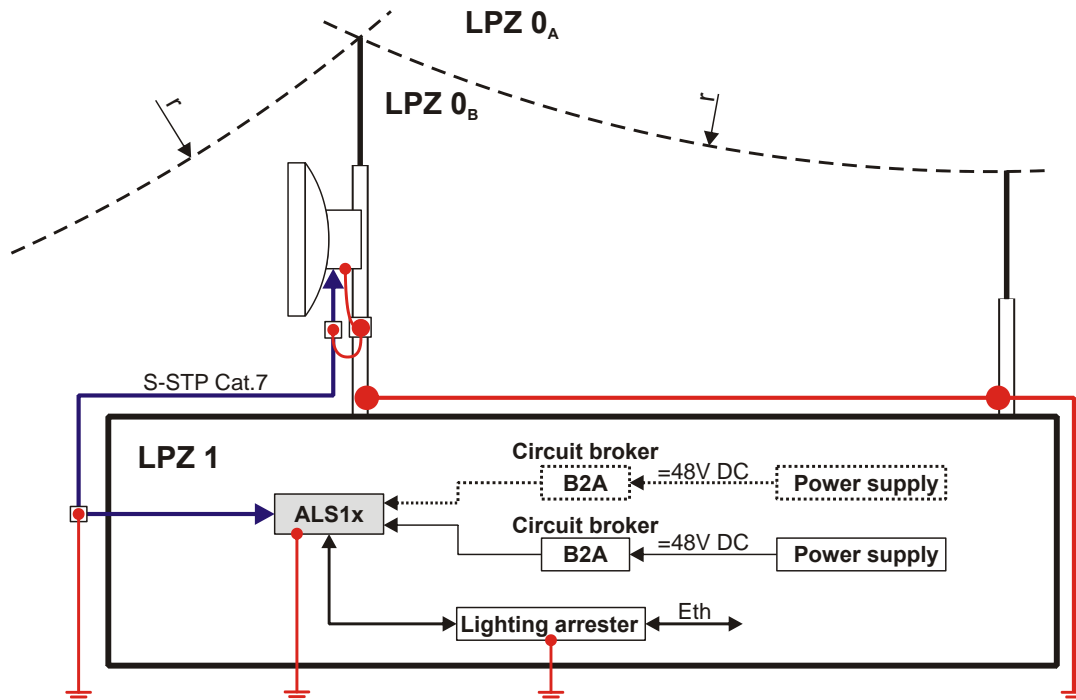 LPZ 0A
r
LPZ 0B
r
S-STP Cat.7
LPZ 1
Circuit broker
B2A
=48V DC
Power supply
ALS1x
Circuit broker
B2A
=48V DC
Power supply
Lighting arrester
Eth